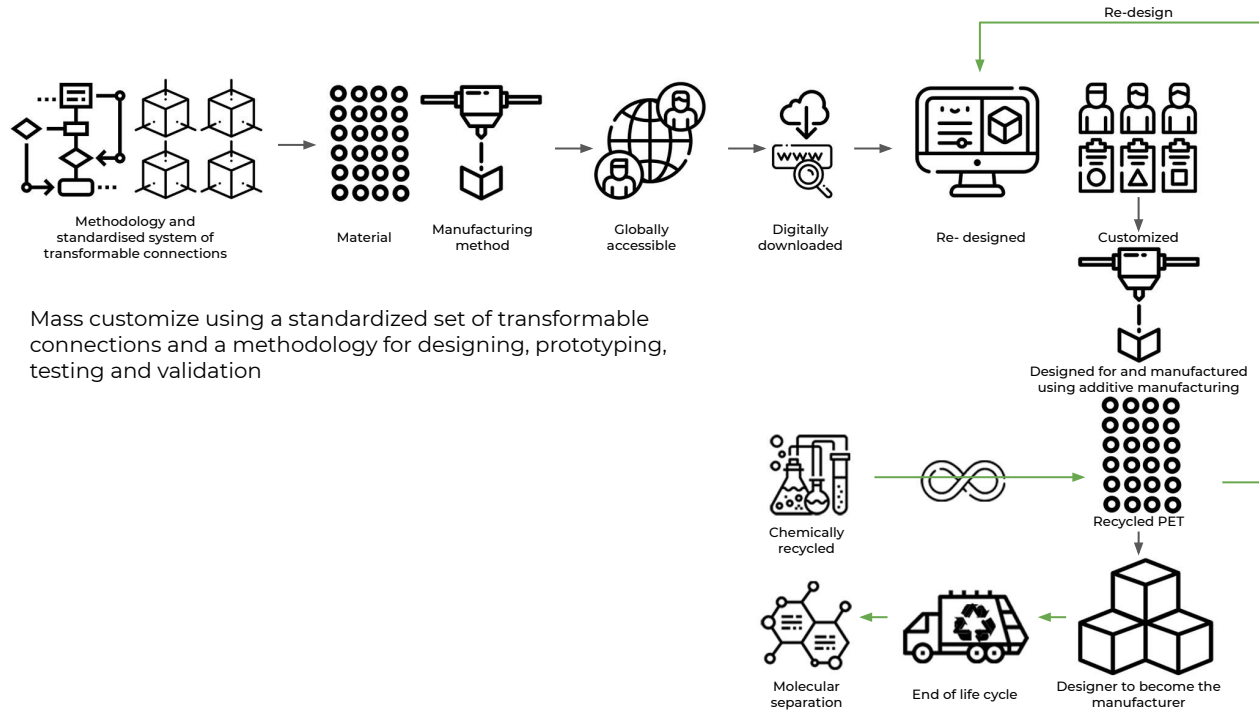 Re-design
Methodology and
standardised system of
transformable connections
Material
Manufacturing
method
Globally
accessible
www
Digitally
downloaded
Re- designed
Customized
Mass customize using a standardized set of transformable
connections and a methodology for designing, prototyping,
testing and validation
Designed for and manufactured
using additive manufacturing
Chemically
recycled
Recycled PET
Molecular
separation
End of life cycle
Designer to become the
manufacturer